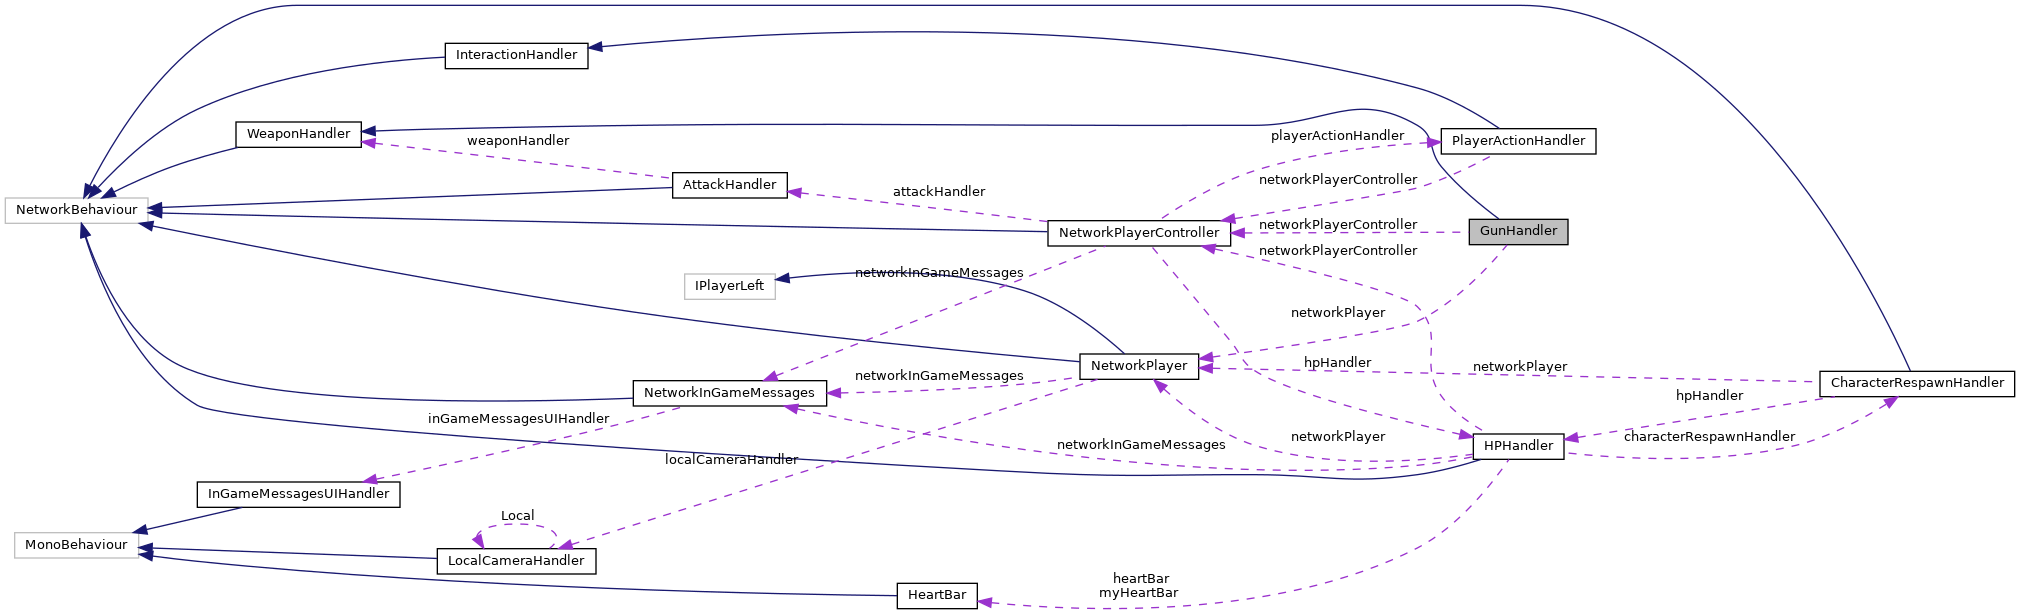 InteractionHandler
WeaponHandler
weaponHandler
playerActionHandler
PlayerActionHandler
AttackHandler
attackHandler
networkPlayerController
NetworkBehaviour
NetworkPlayerController
networkPlayerController
GunHandler
networkPlayerController
IPlayerLeft
networkInGameMessages
networkPlayer
NetworkPlayer
hpHandler
networkPlayer
networkInGameMessages
NetworkInGameMessages
CharacterRespawnHandler
hpHandler
inGameMessagesUIHandler
networkInGameMessages
networkPlayer
HPHandler
characterRespawnHandler
localCameraHandler
InGameMessagesUIHandler
Local
MonoBehaviour
LocalCameraHandler
heartBar
myHeartBar
HeartBar